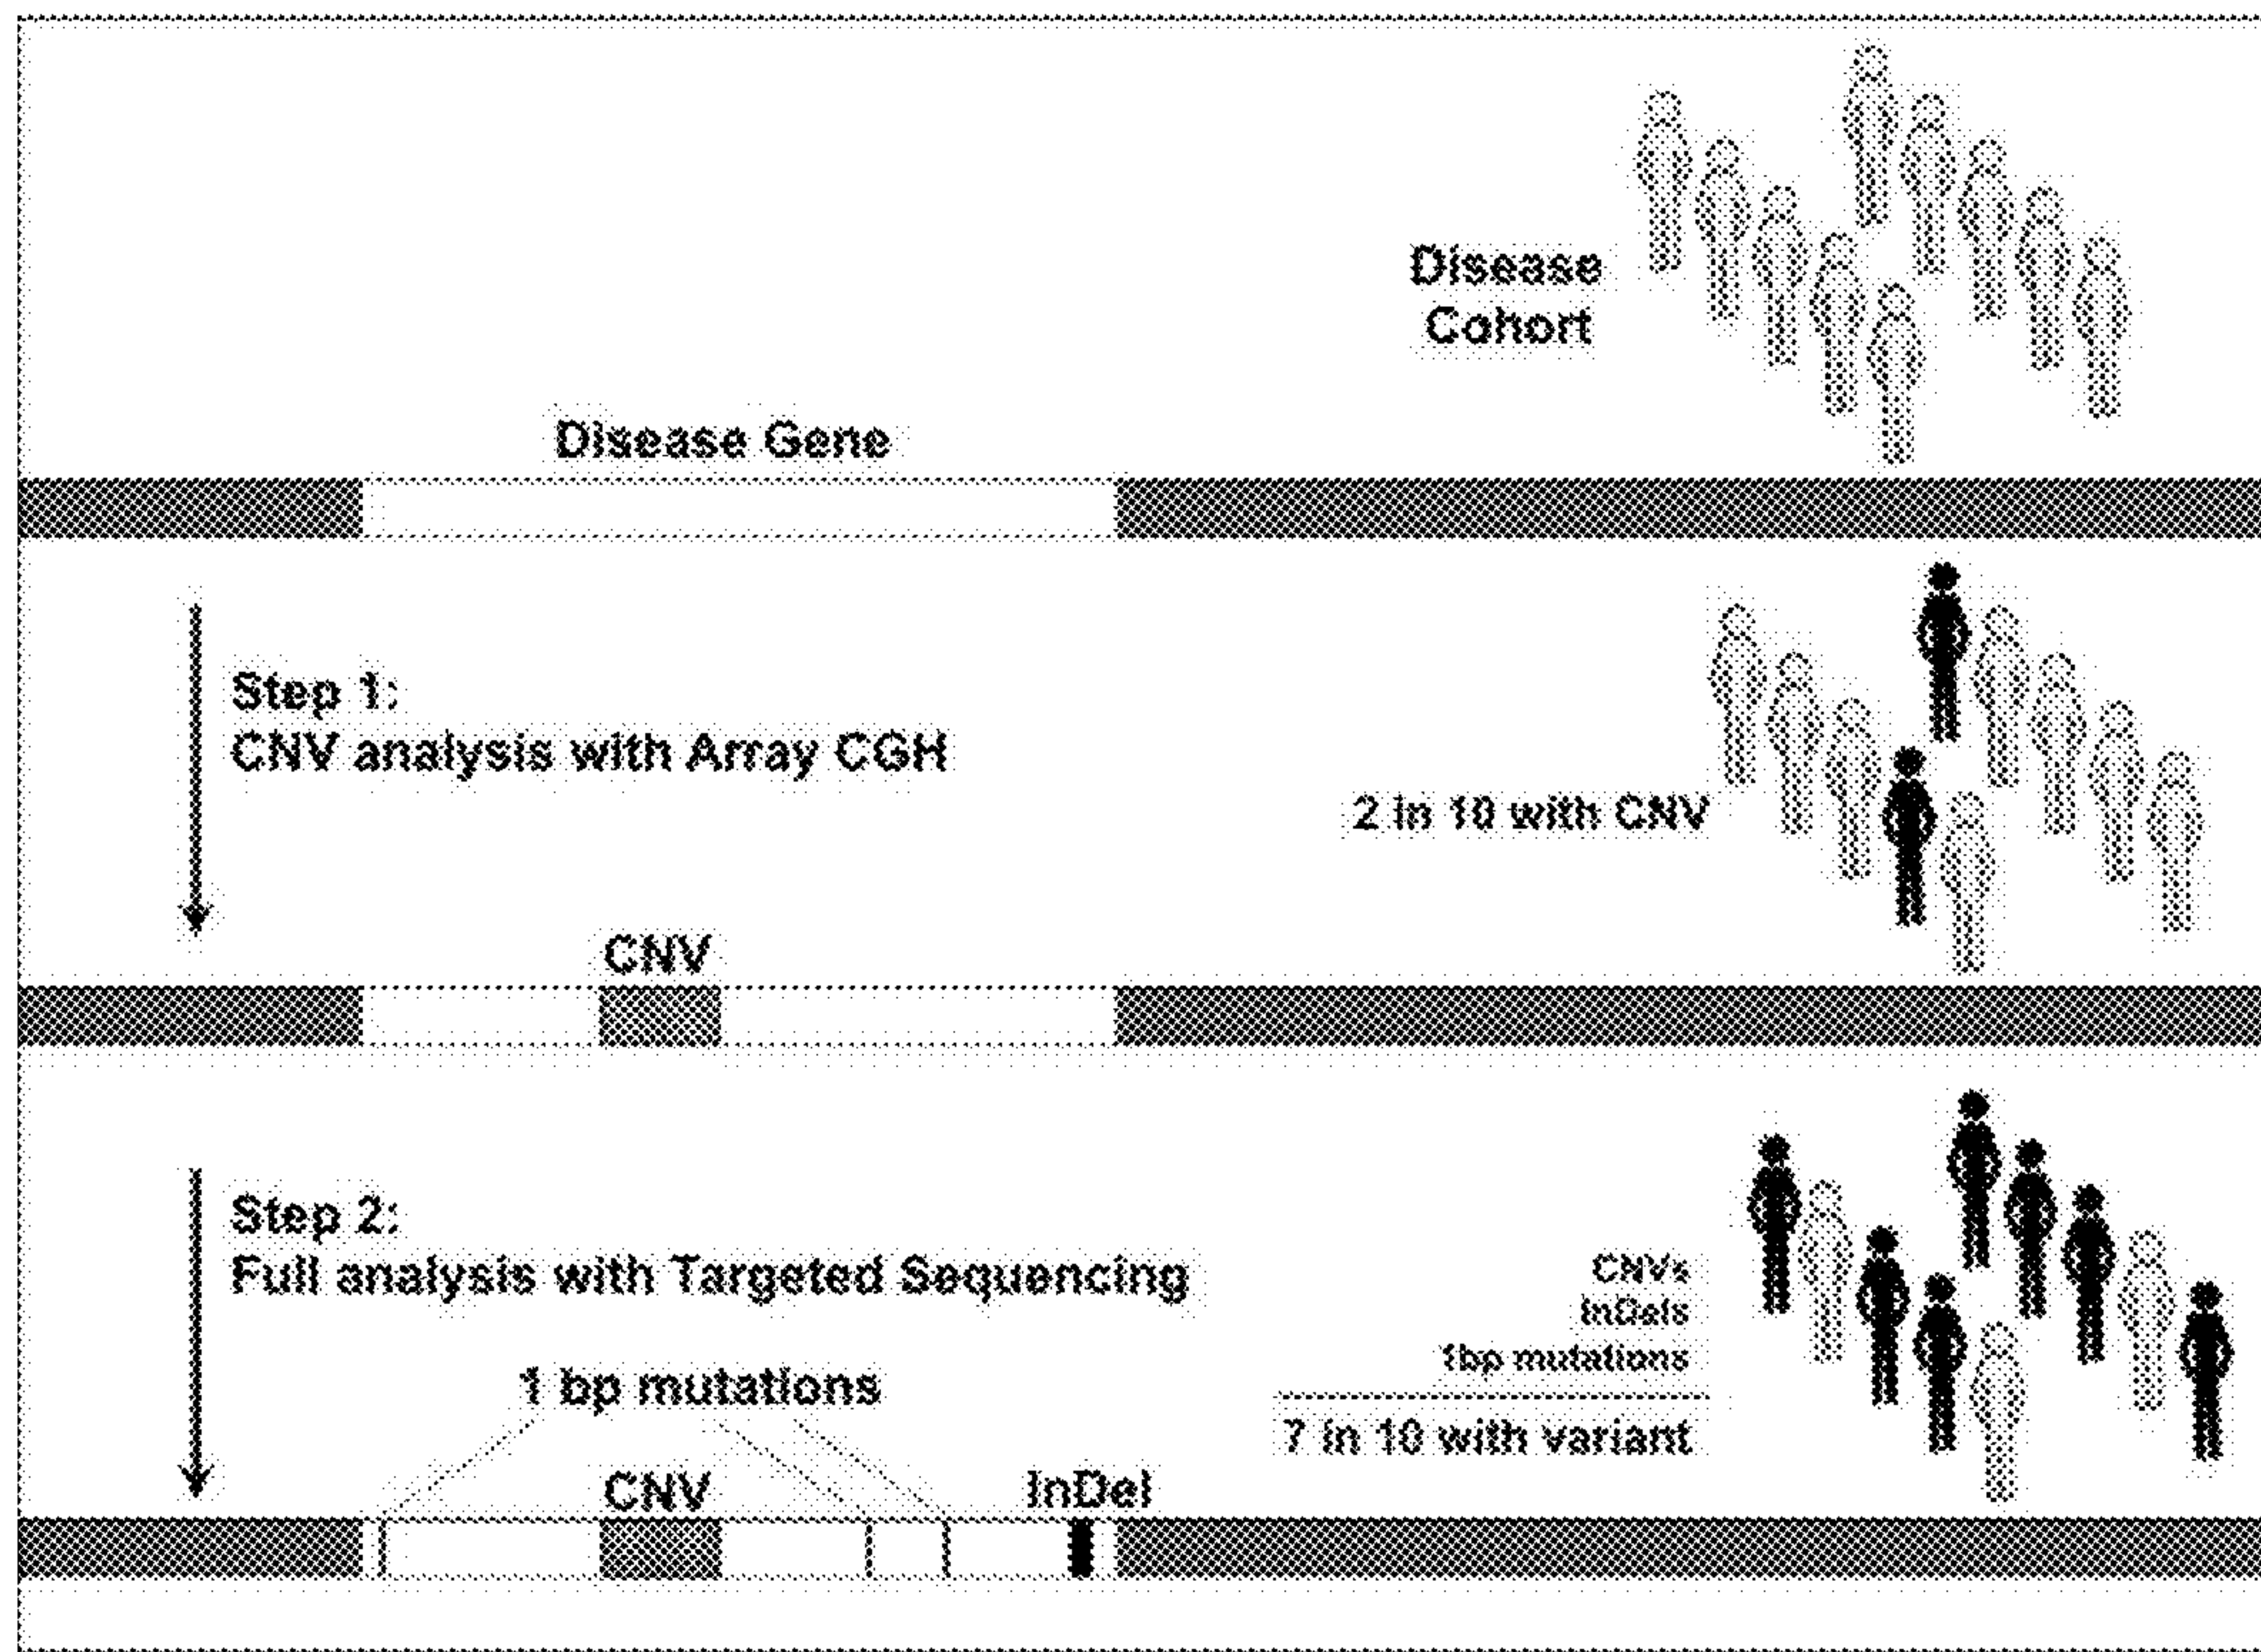 Disease
Cohort
Disease Gene
Step 1:
CNV analysis with Array CGH
2 in 10 with CNV
CNV
Step 2:
Full analysis with Targeted Sequencing
CNVs
InDels
1bp mutations
7 in 10 with variant
1 bp mutations
CNV
InDel